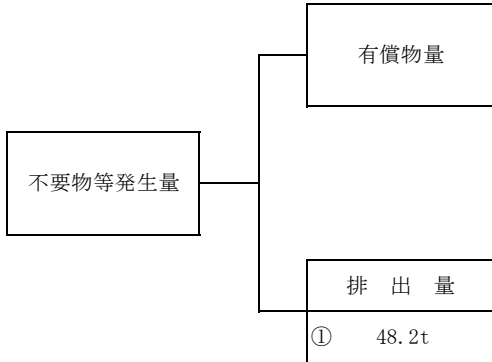 有償物量
不要物等発生量
排 出 量
① 48.2t